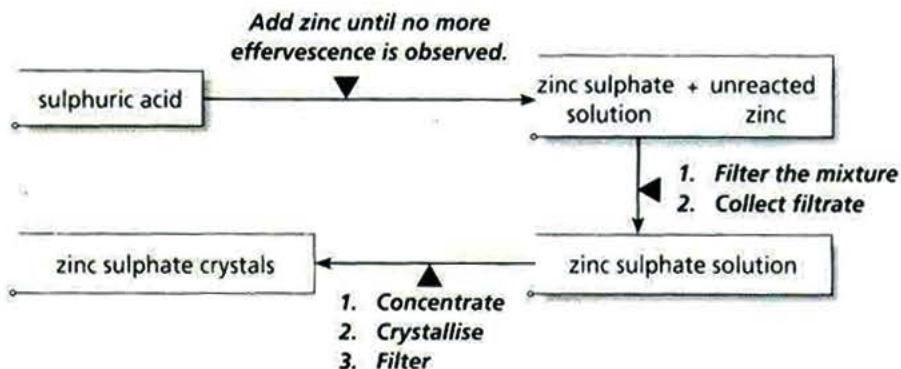 Add zinc until no more
effervescence is observed.
sulphuric acid
zinc sulphate + unreacted
solution zinc
1. Filter the mixture
2. Collect filtrate
zinc sulphate solution
zinc sulphate crystals
1. Concentrate
2. Crystallise
3. Filter